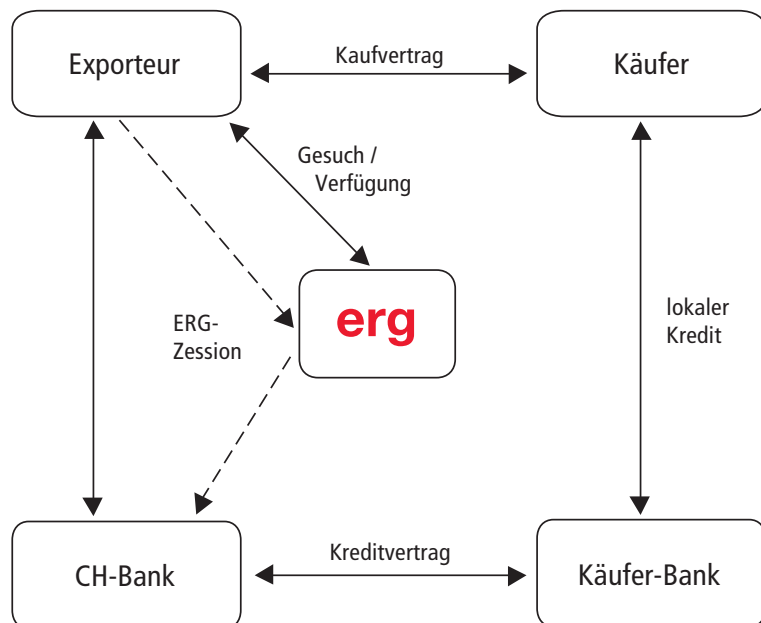 Exporteur
Kaufvertrag
Käufer
Gesuch /
Verfügung
erg
ERG-
Zession
lokaler
Kredit
CH-Bank
Kreditvertrag
Käufer-Bank